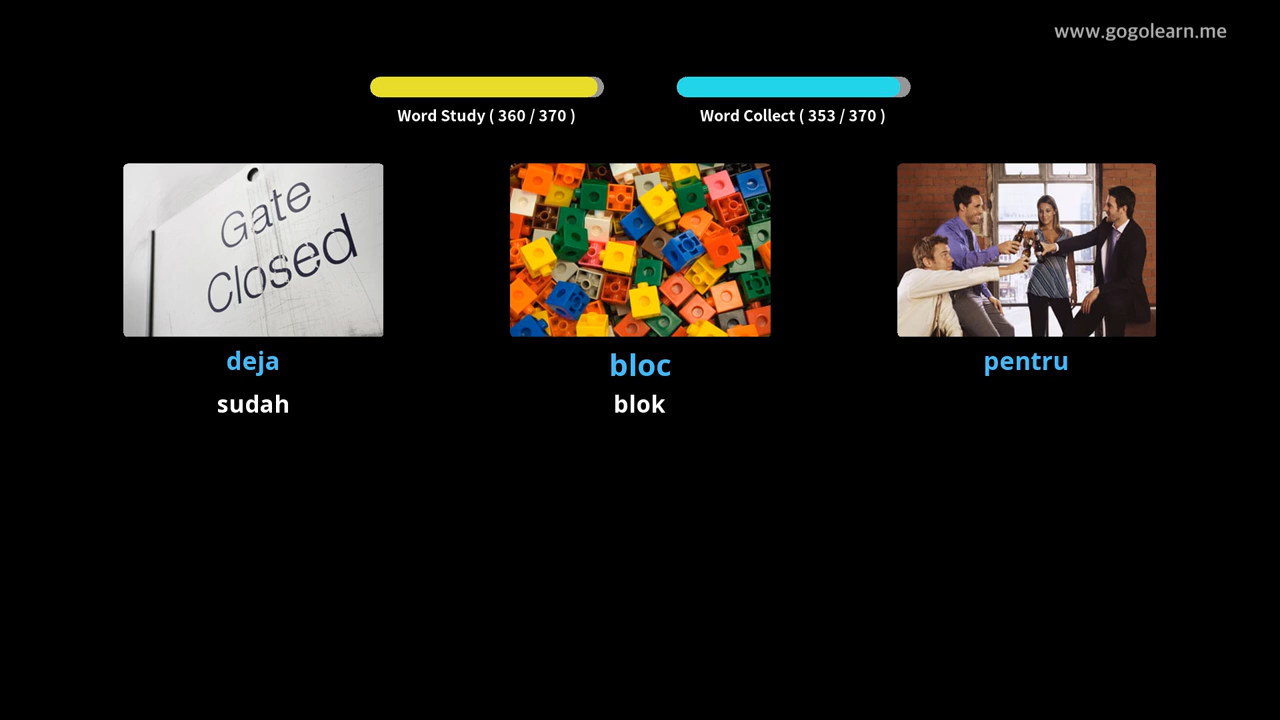 www.gogolearn.me
Word Study ( 360 / 370 )
Word Collect ( 353 / 370 )
Gate
Closed
deja
bloc
pentru
sudah
blok